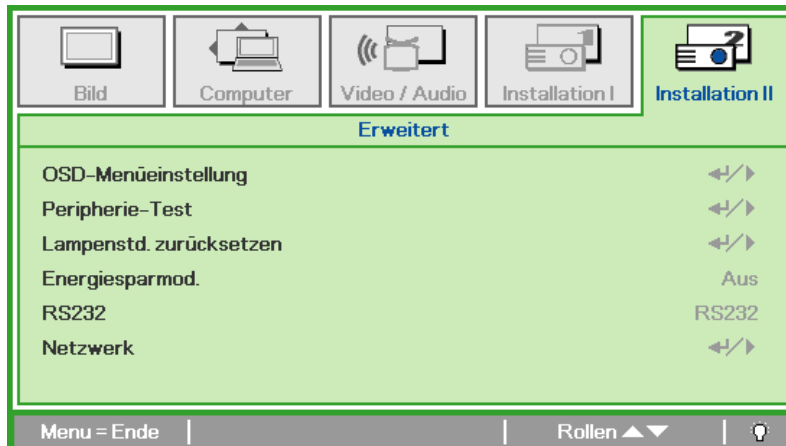 Bild
Computer
Video / Audio
Installation I
Installation II
Erweitert
OSD-Menüeinstellung
Peripherie-Test
Lampenstd. zurücksetzen
Energiesparmod. Aus
RS232 RS232
Netzwerk
Menu = Ende Rollen ▲▼